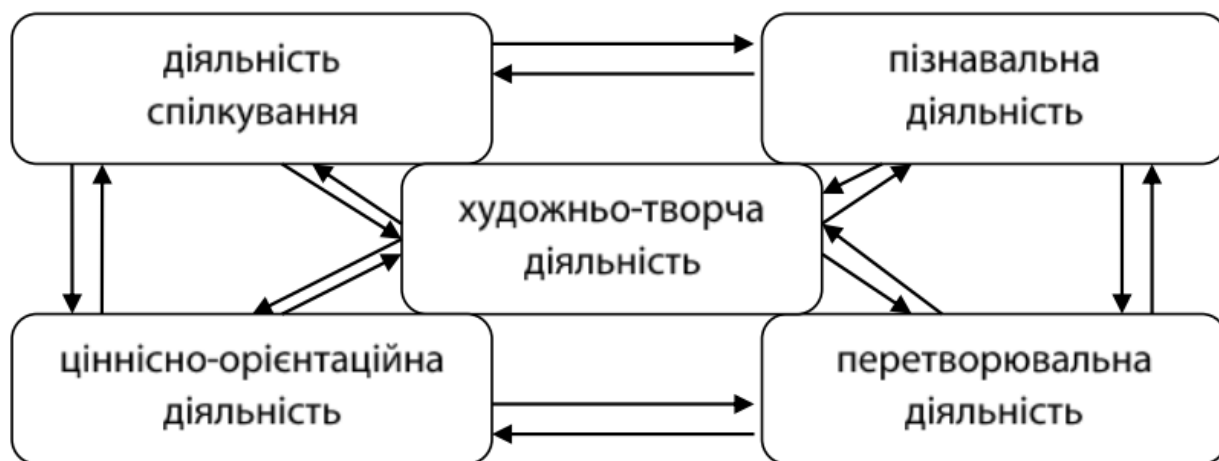 діяльність
спілкування
пізнавальна
діяльність
художньо-творча
діяльність
ціннісно-орієнтаційна
діяльність
перетворювальна
діяльність